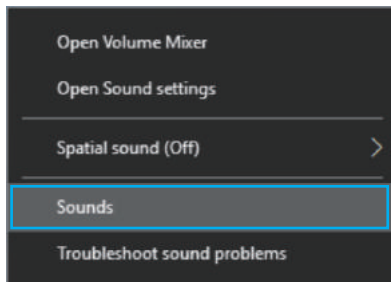 Open Volume Mixer
Open Sound settings
Spatial sound (Off)
Sounds
Troubleshoot sound problems